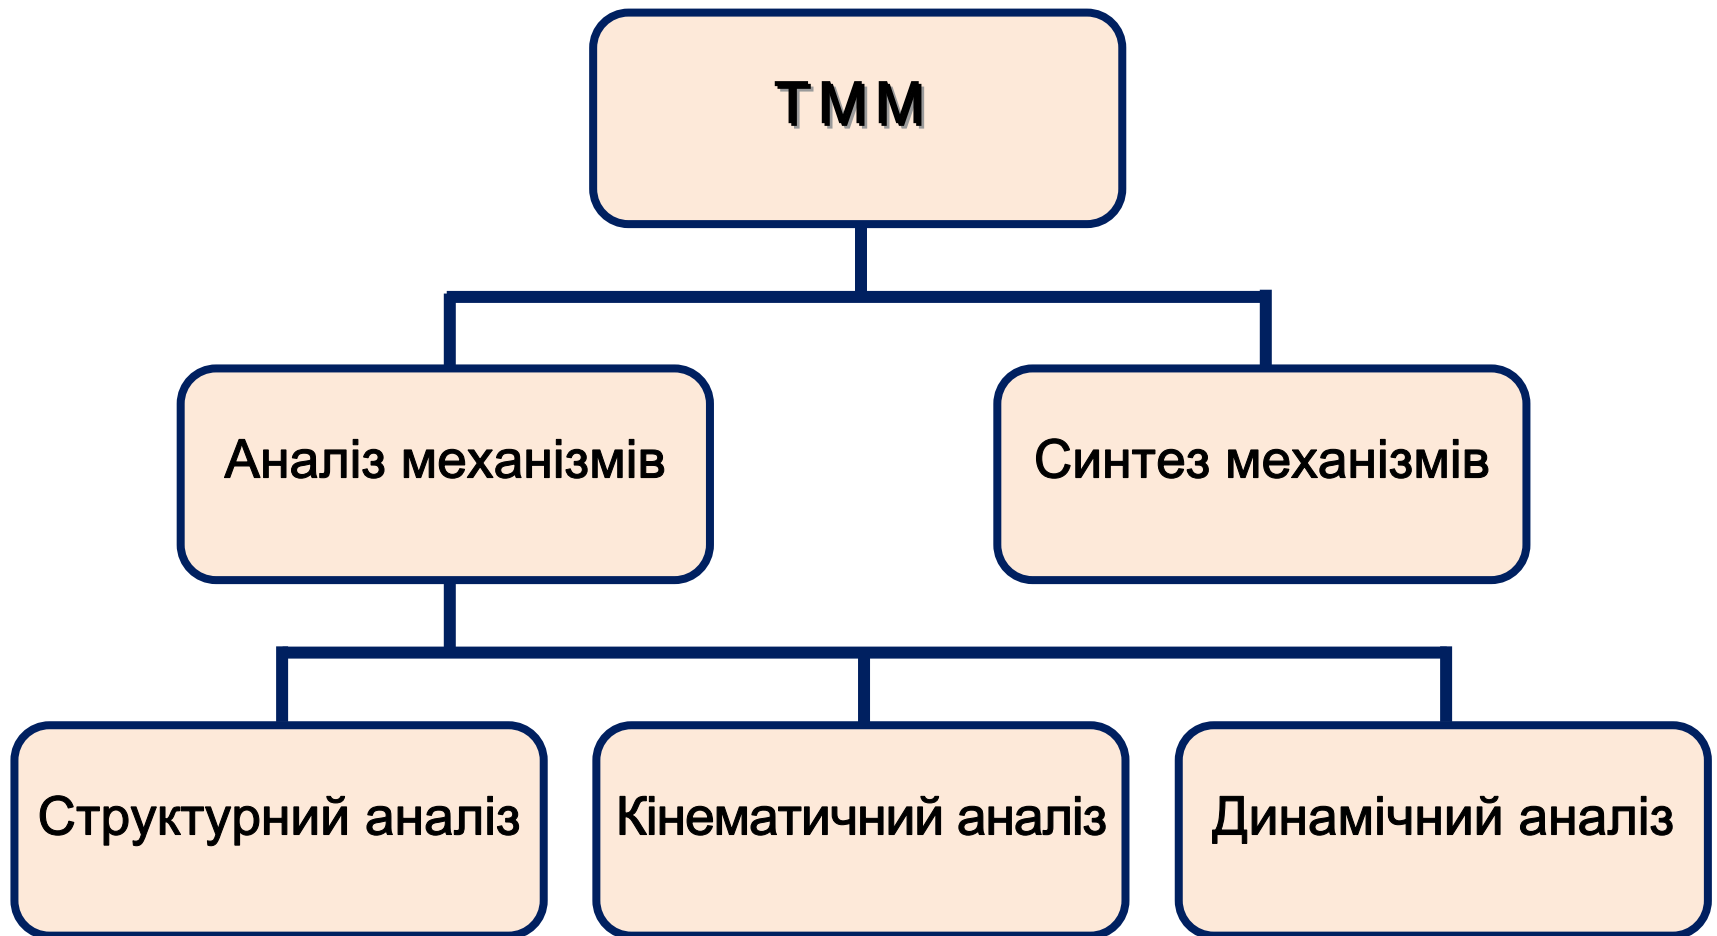 ТММ
Аналіз механізмів
Синтез механізмів
Структурний аналіз
Кінематичний аналіз
Динамічний аналіз